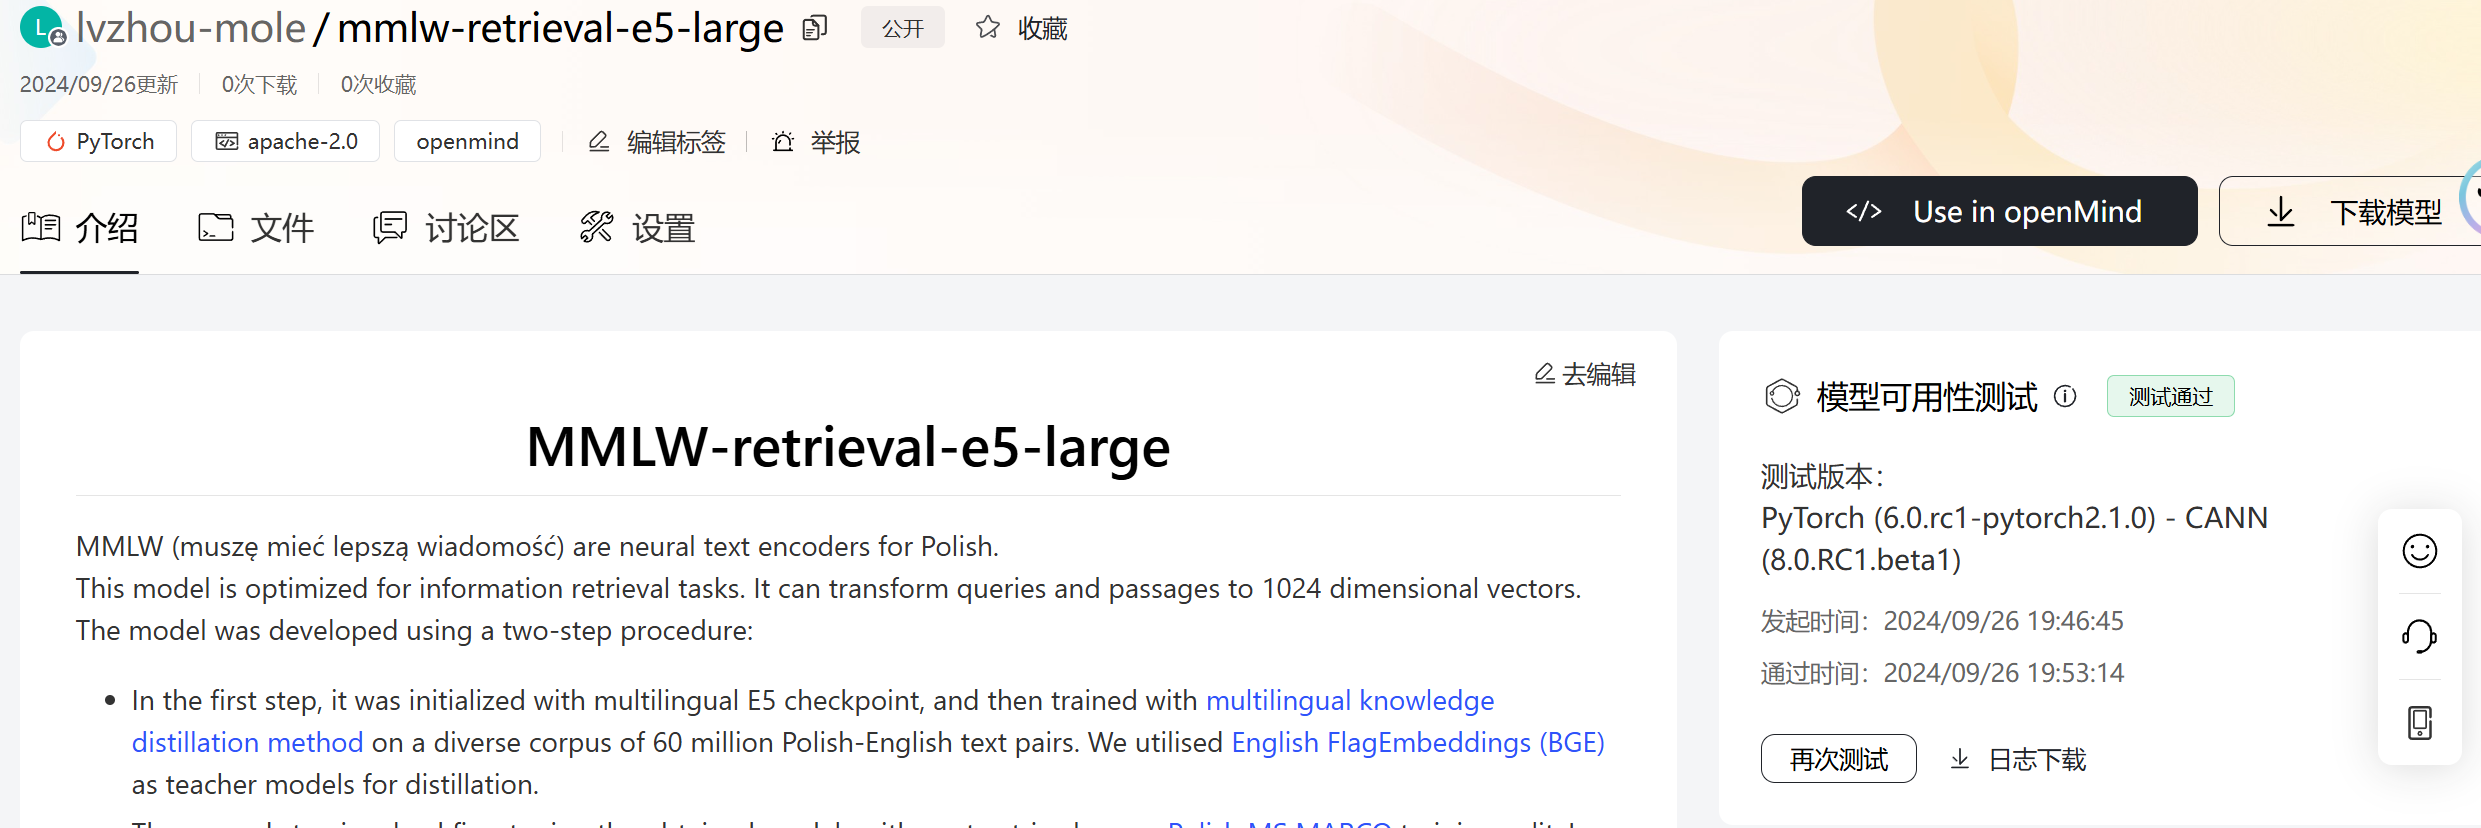 L lvzhou-mole / mmlw-retrieval-e5-large 公开 收藏
2024/09/26更新 0次下载 0次收藏
PyTorch apache-2.0 openmind 编辑标签 举报
介绍 文件 讨论区 设置
</> Use in openMind 下载模型
去编辑
MMLW-retrieval-e5-large
MMLW (muszę mieć lepszą wiadomość) are neural text encoders for Polish.
This model is optimized for information retrieval tasks. It can transform queries and passages to 1024 dimensional vectors.
The model was developed using a two-step procedure:
• In the first step, it was initialized with multilingual E5 checkpoint, and then trained with multilingual knowledge
distillation method on a diverse corpus of 60 million Polish-English text pairs. We utilised English FlagEmbeddings (BGE)
as teacher models for distillation.
模型可用性测试 测试通过
测试版本：
PyTorch (6.0.rc1-pytorch2.1.0) - CANN
(8.0.RC1.beta1)
发起时间：2024/09/26 19:46:45
通过时间：2024/09/26 19:53:14
再次测试 日志下载